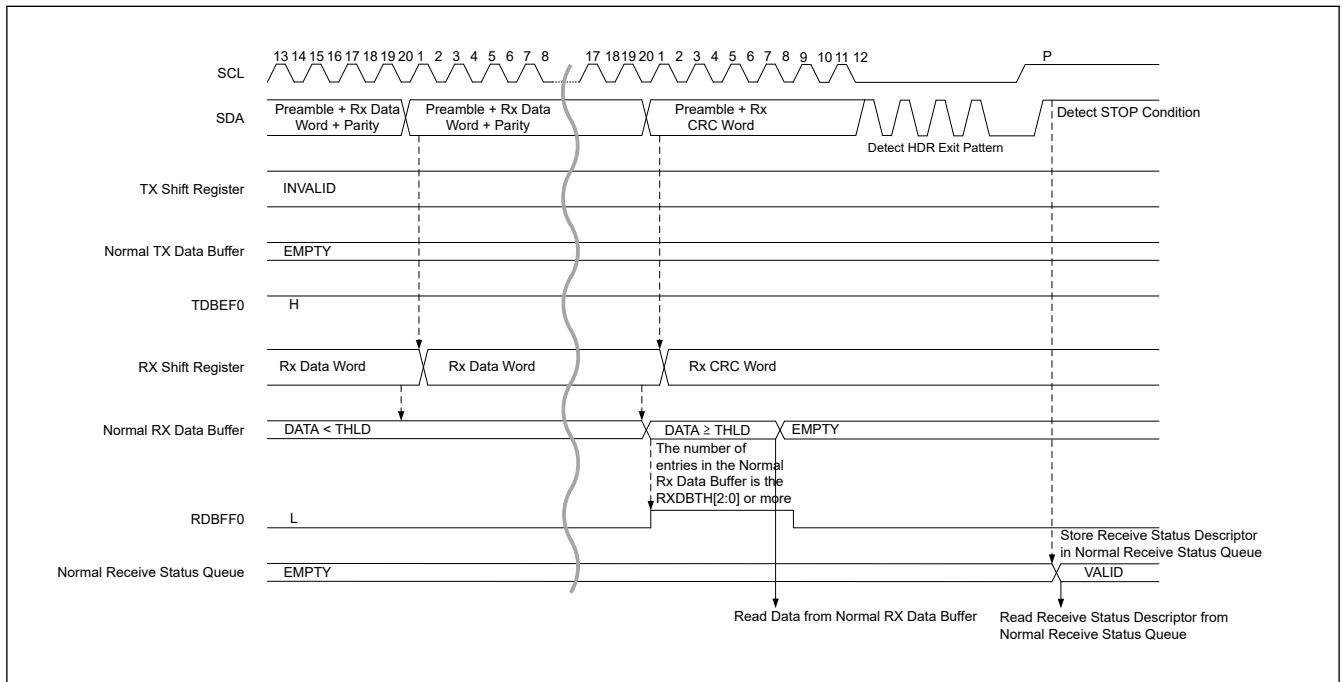 13 14 15 16 17 18 19 20 1 2 3 4 5 6 7 8 17 18 19 20 1 2 3 4 5 6 7 8 9 10 11 12 P
SCL
SDA
Preamble + Rx Data
Word + Parity
Preamble + Rx Data
Word + Parity
Preamble + Rx
CRC Word
Detect STOP Condition
Detect HDR Exit Pattern
TX Shift Register
INVALID
Normal TX Data Buffer
EMPTY
TDBEF0
H
RX Shift Register
Rx Data Word
Rx Data Word
Rx CRC Word
Normal RX Data Buffer
DATA < THLD
DATA ≥ THLD
EMPTY
The number of
entries in the Normal
Rx Data Buffer is the
RXDBTH[2:0] or more
RDBFF0
L
Store Receive Status Descriptor
in Normal Receive Status Queue
Normal Receive Status Queue
EMPTY
VALID
Read Data from Normal RX Data Buffer
Read Receive Status Descriptor from
Normal Receive Status Queue